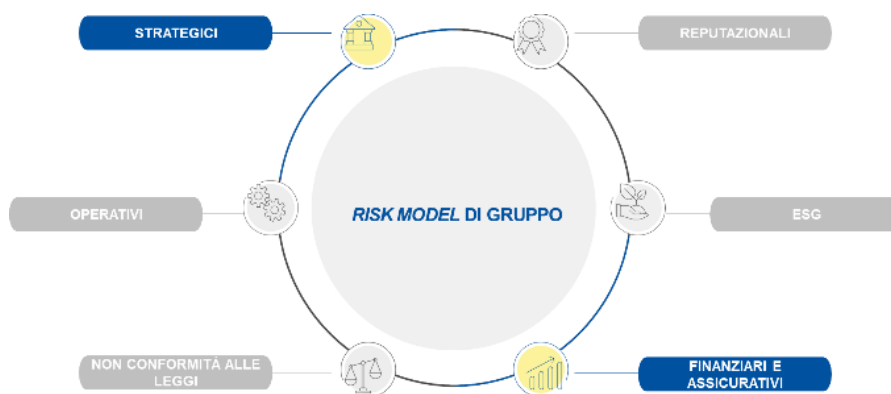 STRATEGICI
REPUTAZIONALI
OPERATIVI
RISK MODEL DI GRUPPO
ESG
NON CONFORMITÀ ALLE
LEGGI
FINANZIARI E
ASSICURATIVI